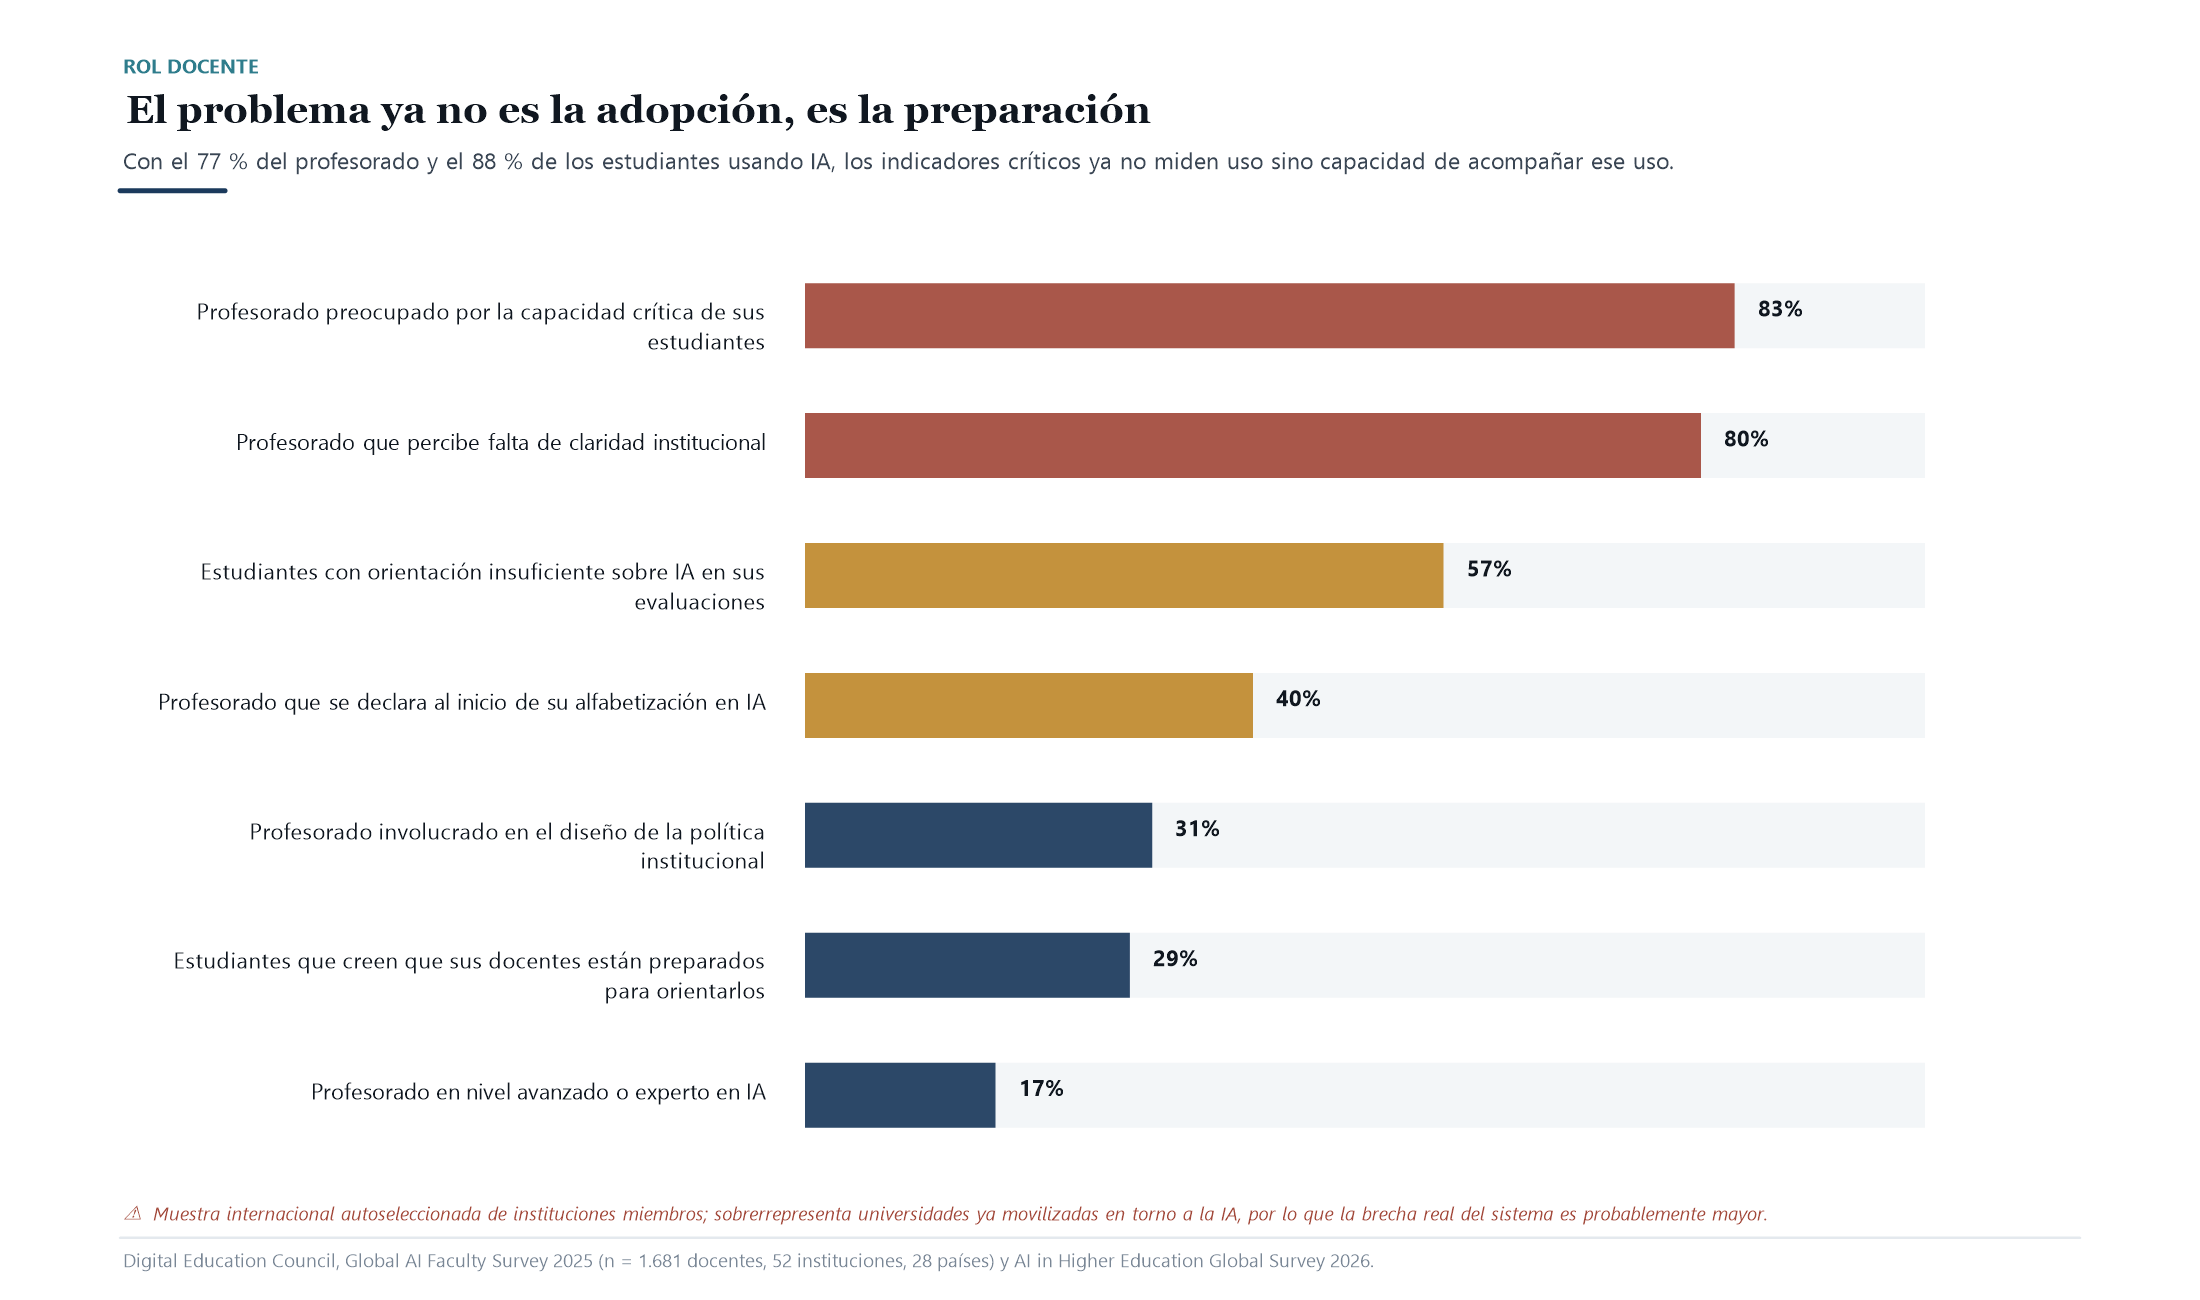 ROL DOCENTE
El problema ya no es la adopción, es la preparación
Con el 77 % del profesorado y el 88 % de los estudiantes usando IA, los indicadores críticos ya no miden uso sino capacidad de acompañar ese uso.
Profesorado preocupado por la capacidad crítica de sus
estudiantes
83%
Profesorado que percibe falta de claridad institucional
80%
Estudiantes con orientación insuficiente sobre IA en sus
evaluaciones
57%
Profesorado que se declara al inicio de su alfabetización en IA
40%
Profesorado involucrado en el diseño de la política
institucional
31%
Estudiantes que creen que sus docentes están preparados
para orientarlos
29%
Profesorado en nivel avanzado o experto en IA
17%
⚠ Muestra internacional autoseleccionada de instituciones miembros; sobrerrepresenta universidades ya movilizadas en torno a la IA, por lo que la brecha real del sistema es probablemente mayor.
Digital Education Council, Global AI Faculty Survey 2025 (n = 1.681 docentes, 52 instituciones, 28 países) y AI in Higher Education Global Survey 2026.